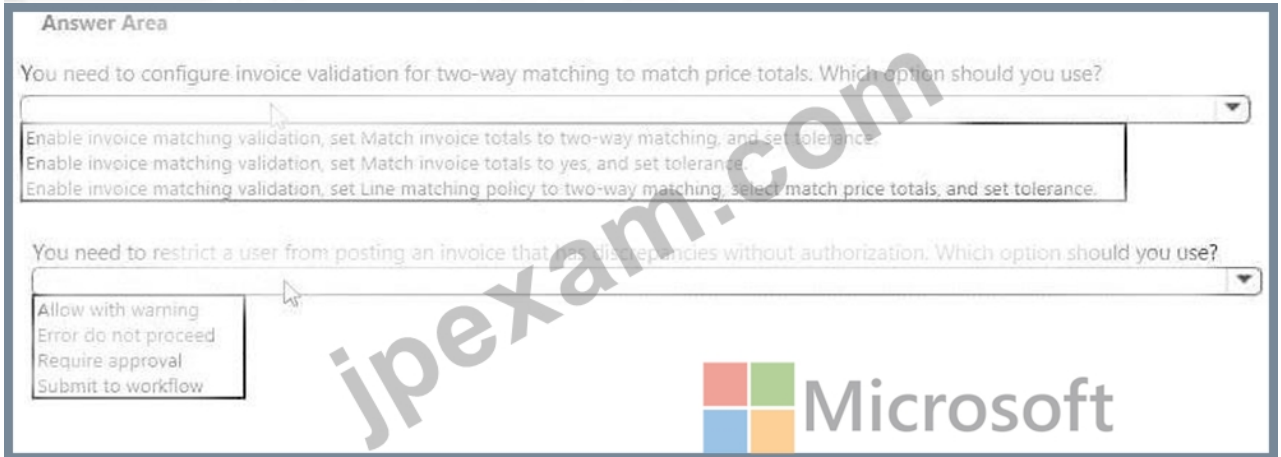 Answer Area
You need to configure invoice validation for two-way matching to match price totals. Which option should you use?
Enable invoice matching validation, set Match invoice totals to two-way matching, and set tolerance.
Enable invoice matching validation, set Match invoice totals to yes, and set tolerance.
Enable invoice matching validation, set Line matching policy to two-way matching, select match price totals, and set tolerance.
You need to restrict a user from posting an invoice that has discrepancies without authorization. Which option should you use?
Allow with warning
Error do not proceed
Require approval
Submit to workflow
jpexam.com
Microsoft